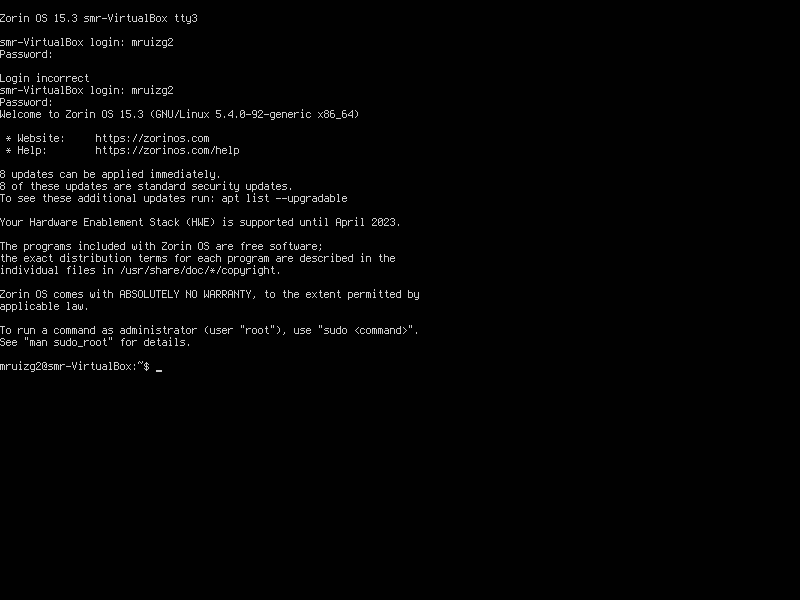 Zorin OS 15.3 smr-VirtualBox tty3
smr-VirtualBox login: mruizg2
Password:
Login incorrect
smr-VirtualBox login: mruizg2
Password:
Welcome to Zorin OS 15.3 (GNU/Linux 5.4.0-92-generic x86_64)
* Website:     https://zorinos.com
* Help:        https://zorinos.com/help
8 updates can be applied immediately.
8 of these updates are standard security updates.
To see these additional updates run: apt list --upgradable
Your Hardware Enablement Stack (HWE) is supported until April 2023.
The programs included with Zorin OS are free software;
the exact distribution terms for each program are described in the
individual files in /usr/share/doc/*/copyright.
Zorin OS comes with ABSOLUTELY NO WARRANTY, to the extent permitted by
applicable law.
To run a command as administrator (user "root"), use "sudo <command>".
See "man sudo_root" for details.
mruizg2@smr-VirtualBox:~$ _